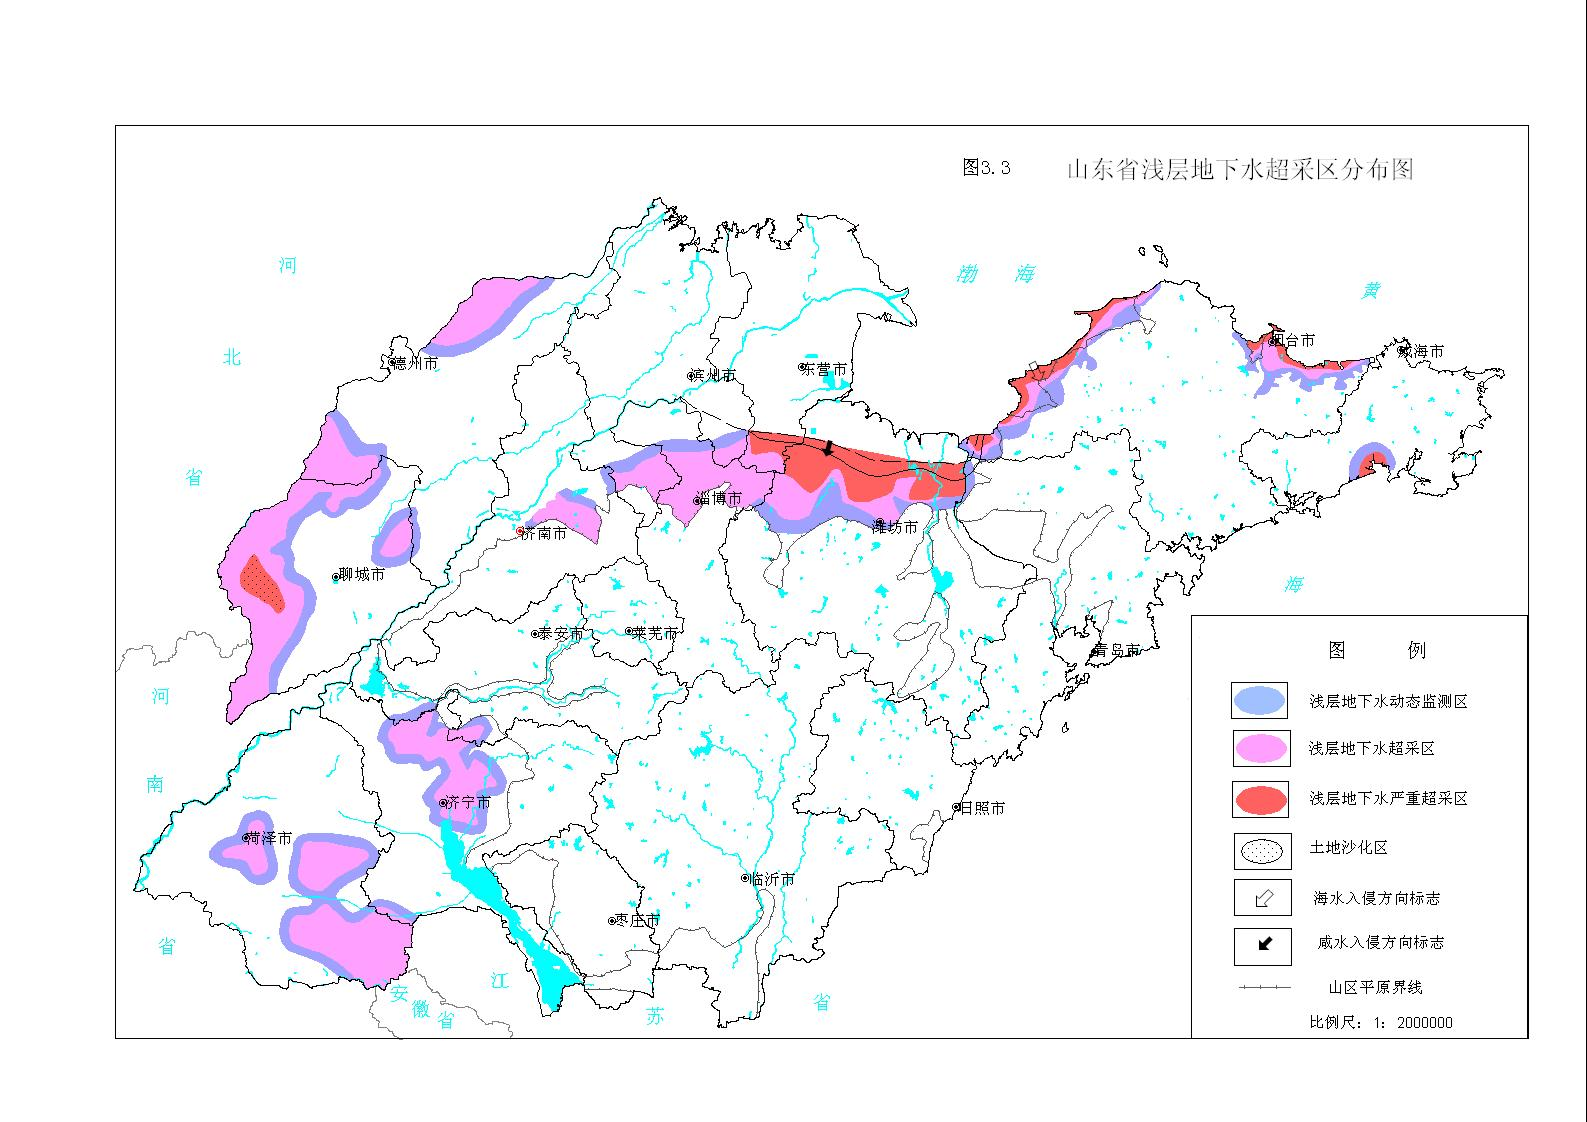 图3.3 山东省浅层地下水超采区分布图
河
渤 海
黄
北
德州市
滨州市
东营市
烟台市
威海市
省
淄博市
潍坊市
济南市
聊城市
海
泰安市
莱芜市
青岛市
河
南
济宁市
日照市
菏泽市
临沂市
枣庄市
省
江
安
徽
省
苏
省
图 例
浅层地下水动态监测区
浅层地下水超采区
浅层地下水严重超采区
土地沙化区
海水入侵方向标志
咸水入侵方向标志
山区平原界线
比例尺：1：2000000